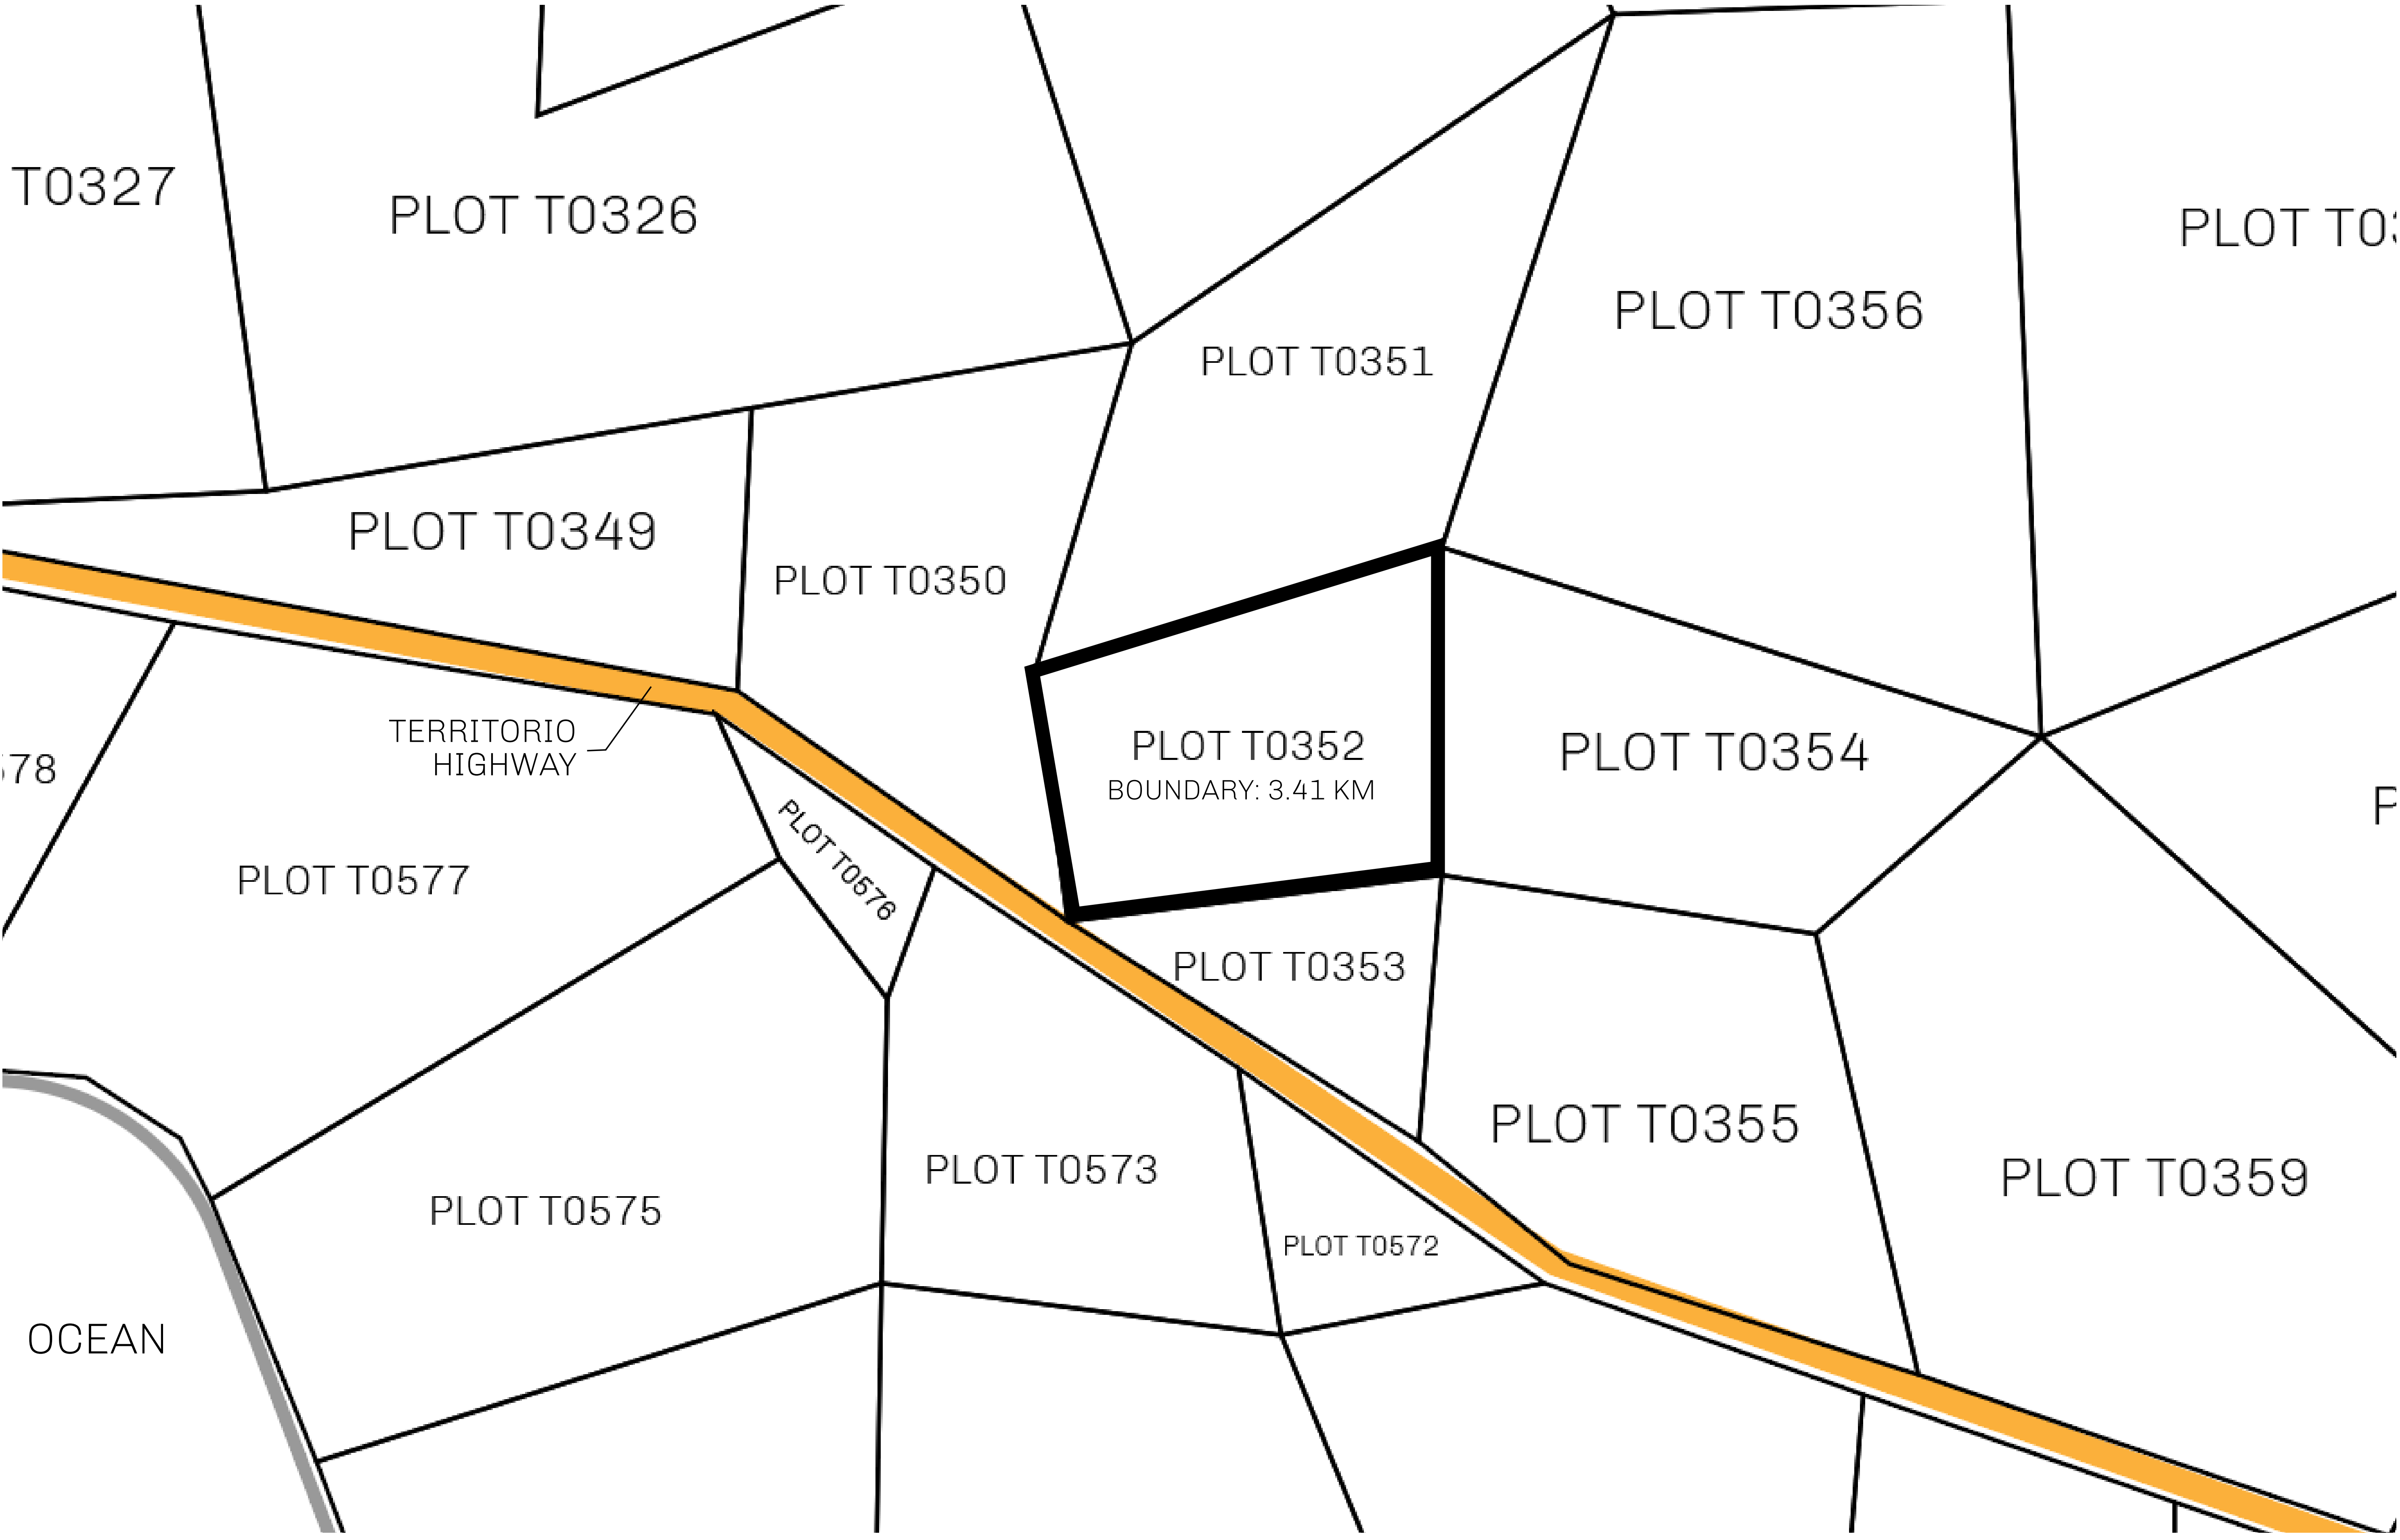 T0327
PLOT T0326
PLOT T0356
PLOT T0351
PLOT T0349
PLOT T0350
TERRITORIO
HIGHWAY
PLOT T0352
BOUNDARY: 3.41 KM
PLOT T0354
PLOT T0577
PLOT T0576
PLOT T0353
PLOT T0355
PLOT T0573
PLOT T0359
PLOT T0575
PLOT T0572
OCEAN